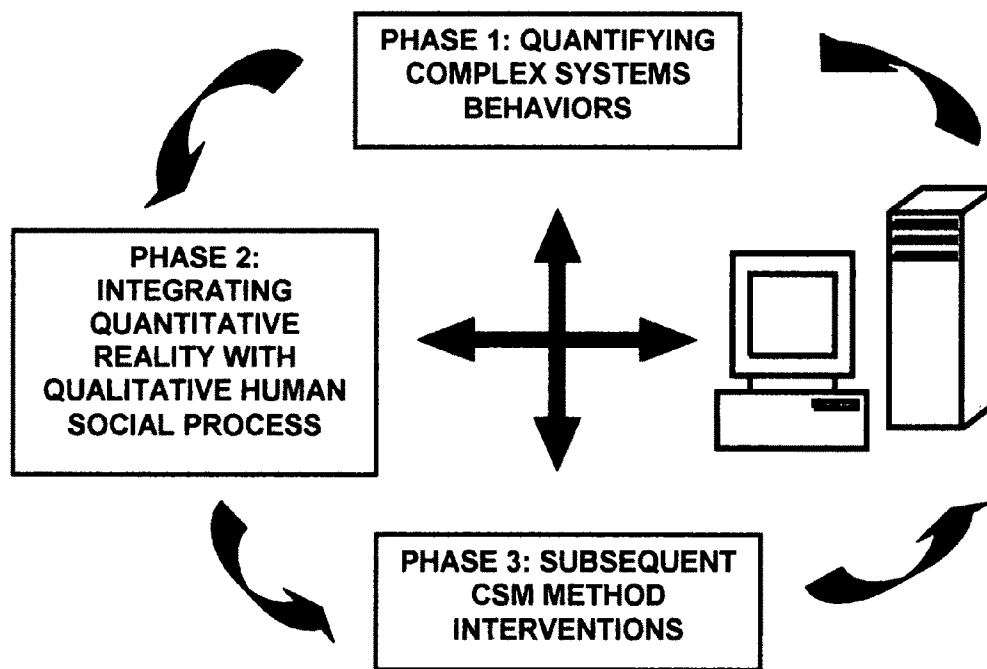 PHASE 1: QUANTIFYING
COMPLEX SYSTEMS
BEHAVIORS
PHASE 2:
INTEGRATING
QUANTITATIVE
REALITY WITH
QUALITATIVE HUMAN
SOCIAL PROCESS
PHASE 3: SUBSEQUENT
CSM METHOD
INTERVENTIONS